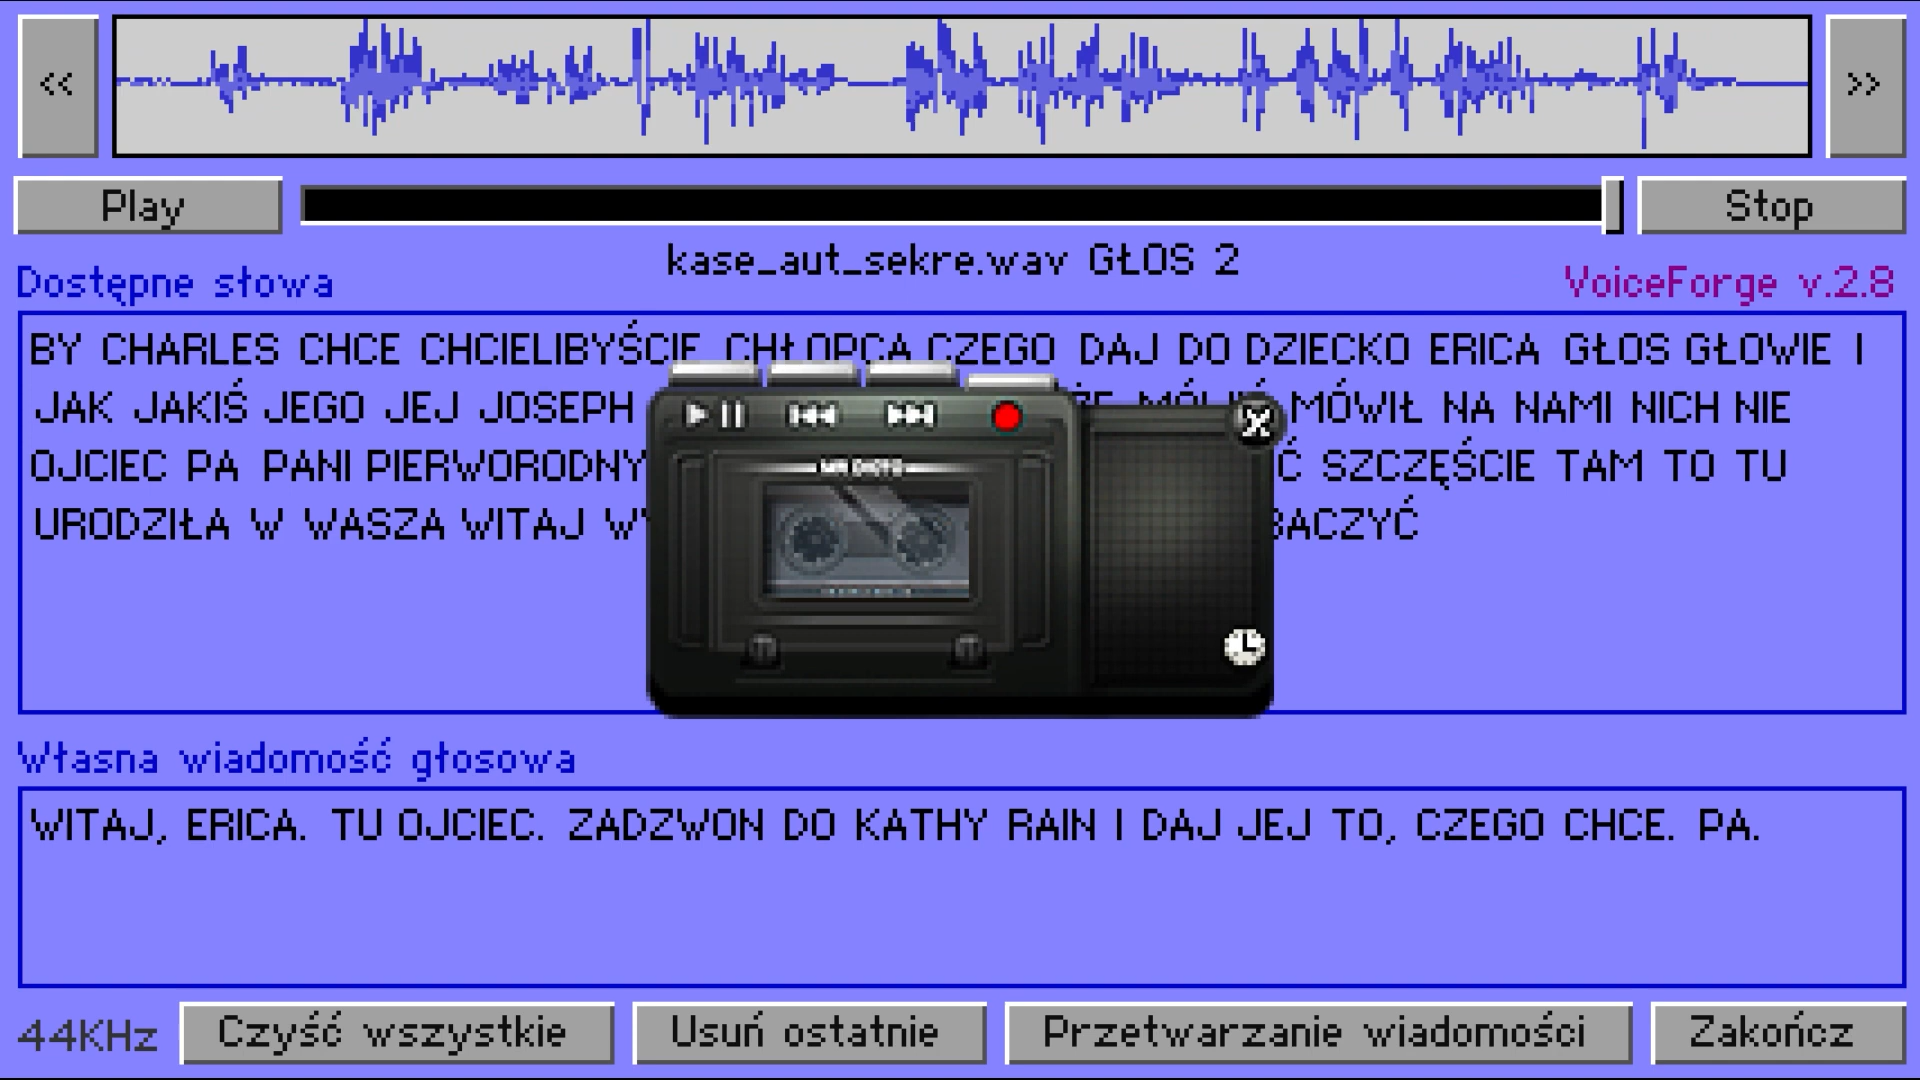 << >>
Play Stop
kase_aut_sekre.wav GŁOS 2
Dostępne słowa VoiceForge v.2.8
BY CHARLES CHCE CHCIELIBYŚCIE CHŁOPCA CZEGO DAJ DO DZIECKO ERICA GŁOS GŁOWIE I
JAK JAKIŚ JEGO JEJ JOSEPH MÓWIŁ NA NAMI NICH NIE
OJCIEC PA PANI PIERWORODNY SZCZĘŚCIE TAM TO TU
URODZIŁA W WASZA WITAJ
Własna wiadomość głosowa
WITAJ, ERICA. TU OJCIEC. ZADZWON DO KATHY RAIN I DAJ JEJ TO, CZEGO CHCE. PA.
44KHz Czyść wszystkie Usuń ostatnie Przetwarzanie wiadomości Zakończ